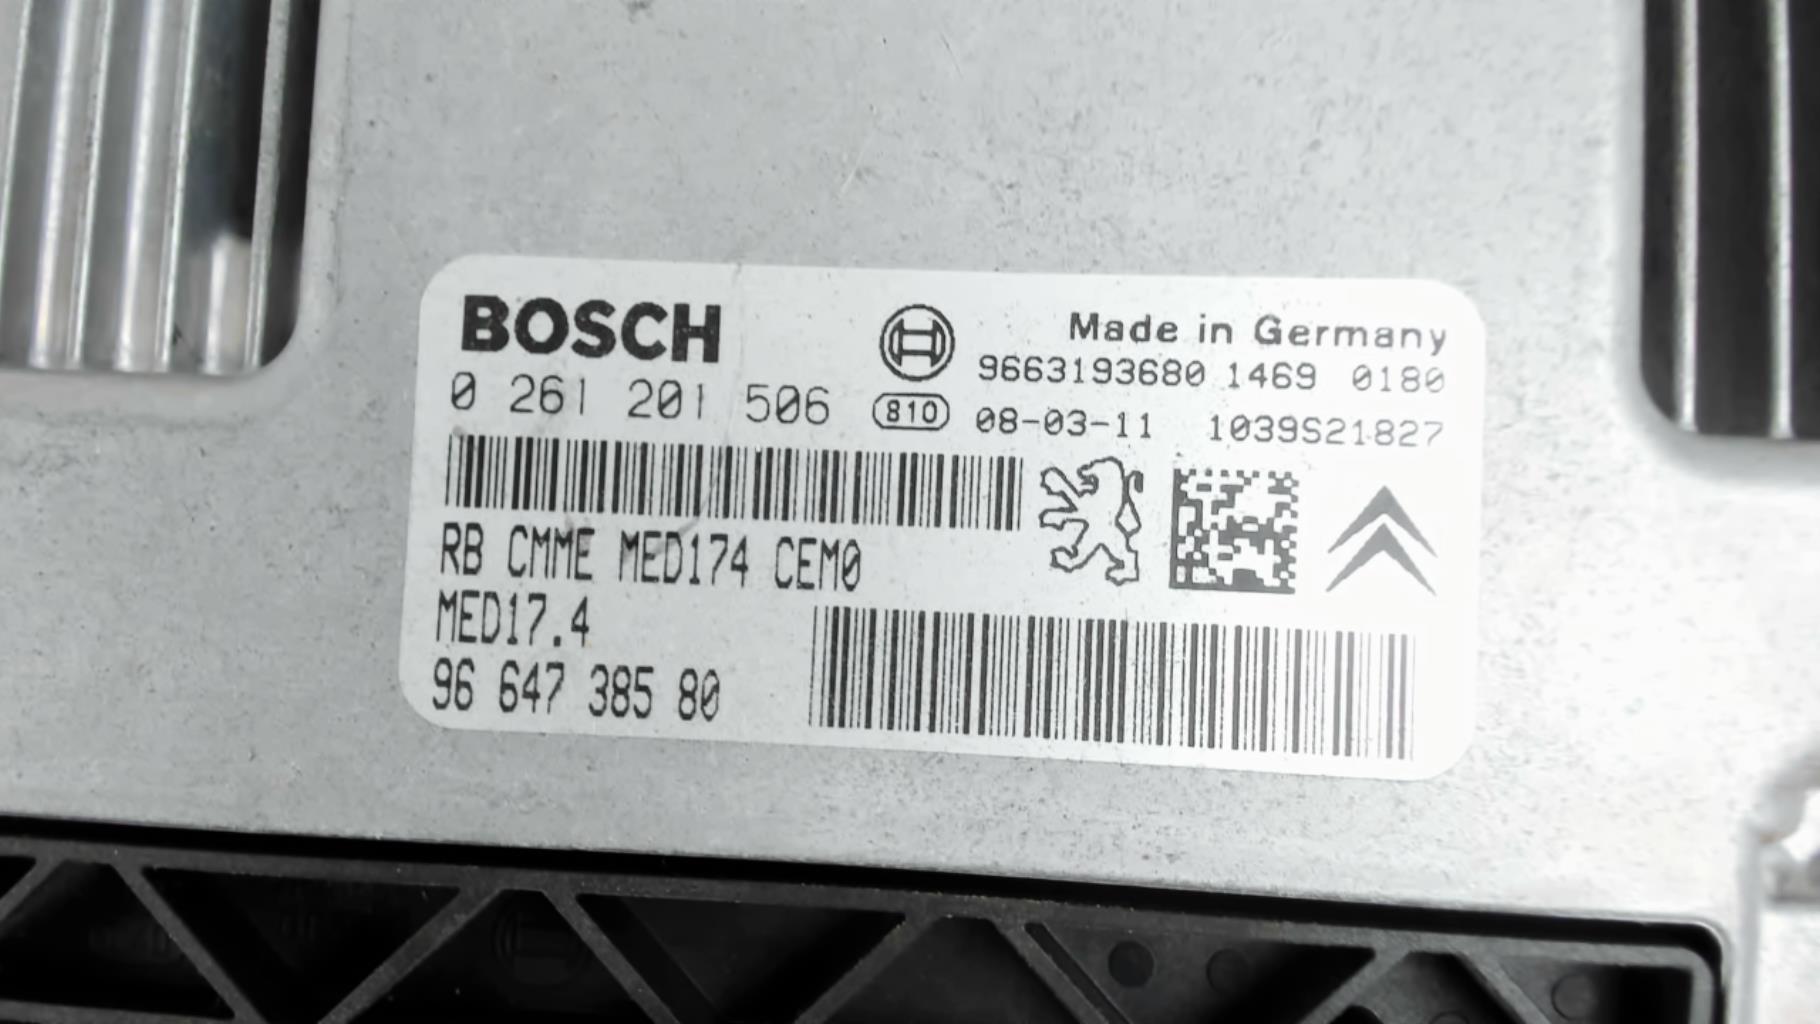 BOSCH
Made in Germany
9663193680 1469 0180
0 261 201 506
810
08-03-11 1039S21827
RB CMME MED174 CEM0
MED17.4
96 647 385 80